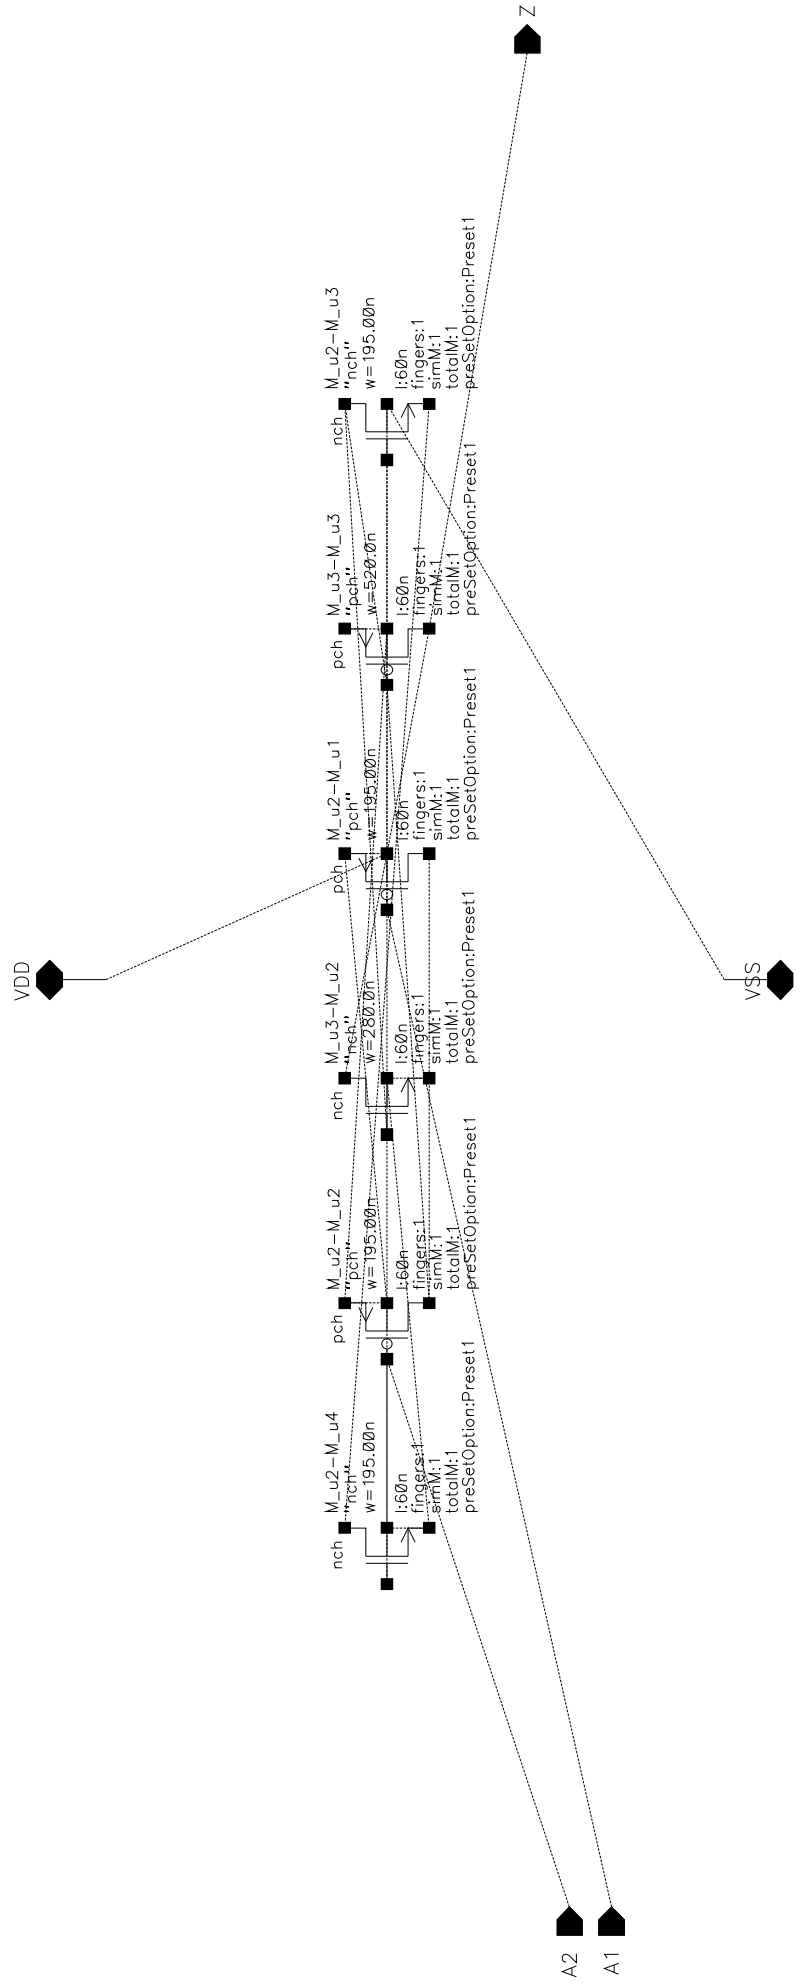 Z
M_u2-M_u3
"nch"
w=195.00n
l:60n
fingers:1
simM:1
totalM:1
preSetOption:Preset1
nch
M_u3-M_u3
"pch"
w=520.0n
l:60n
fingers:1
simM:1
totalM:1
preSetOption:Preset1
pch
M_u2-M_u1
"pch"
w=195.00n
l:60n
fingers:1
simM:1
totalM:1
preSetOption:Preset1
pch
VDD
VSS
M_u3-M_u2
"nch"
w=280.0n
l:60n
fingers:1
simM:1
totalM:1
preSetOption:Preset1
nch
M_u2-M_u2
"pch"
w=195.00n
l:60n
fingers:1
simM:1
totalM:1
preSetOption:Preset1
pch
M_u2-M_u4
"nch"
w=195.00n
l:60n
fingers:1
simM:1
totalM:1
preSetOption:Preset1
nch
A2
A1